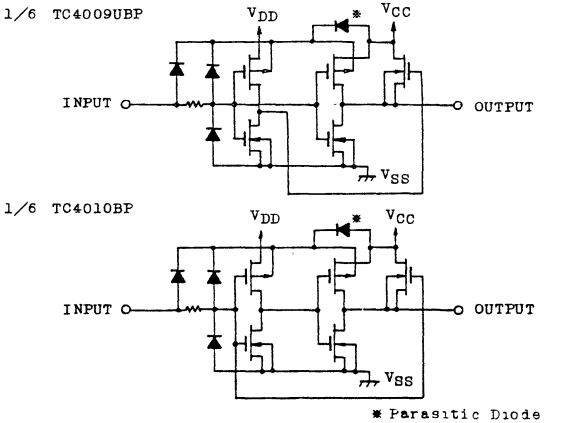 1/6 TC4009UBP
VDD
※
VCC
INPUT
OUTPUT
VSS
1/6 TC4010BP
VDD
※
VCC
INPUT
OUTPUT
VSS
※ Parasitic Diode